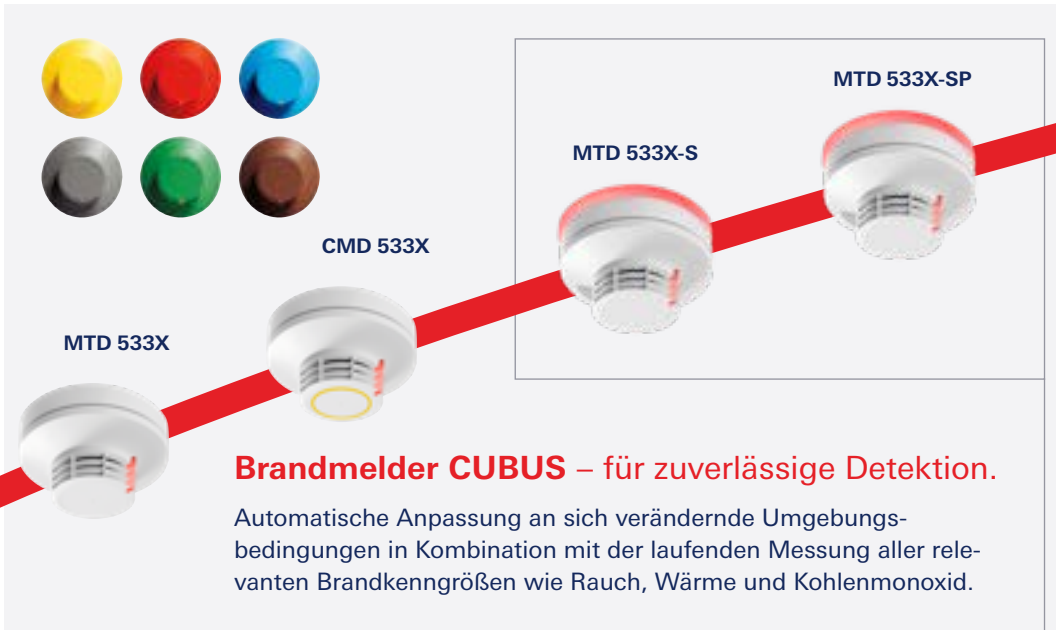 MTD 533X-SP
MTD 533X-S
CMD 533X
MTD 533X
Brandmelder CUBUS – für zuverlässige Detektion.
Automatische Anpassung an sich verändernde Umgebungs-
bedingungen in Kombination mit der laufenden Messung aller rele-
vanten Brandkenngrößen wie Rauch, Wärme und Kohlenmonoxid.